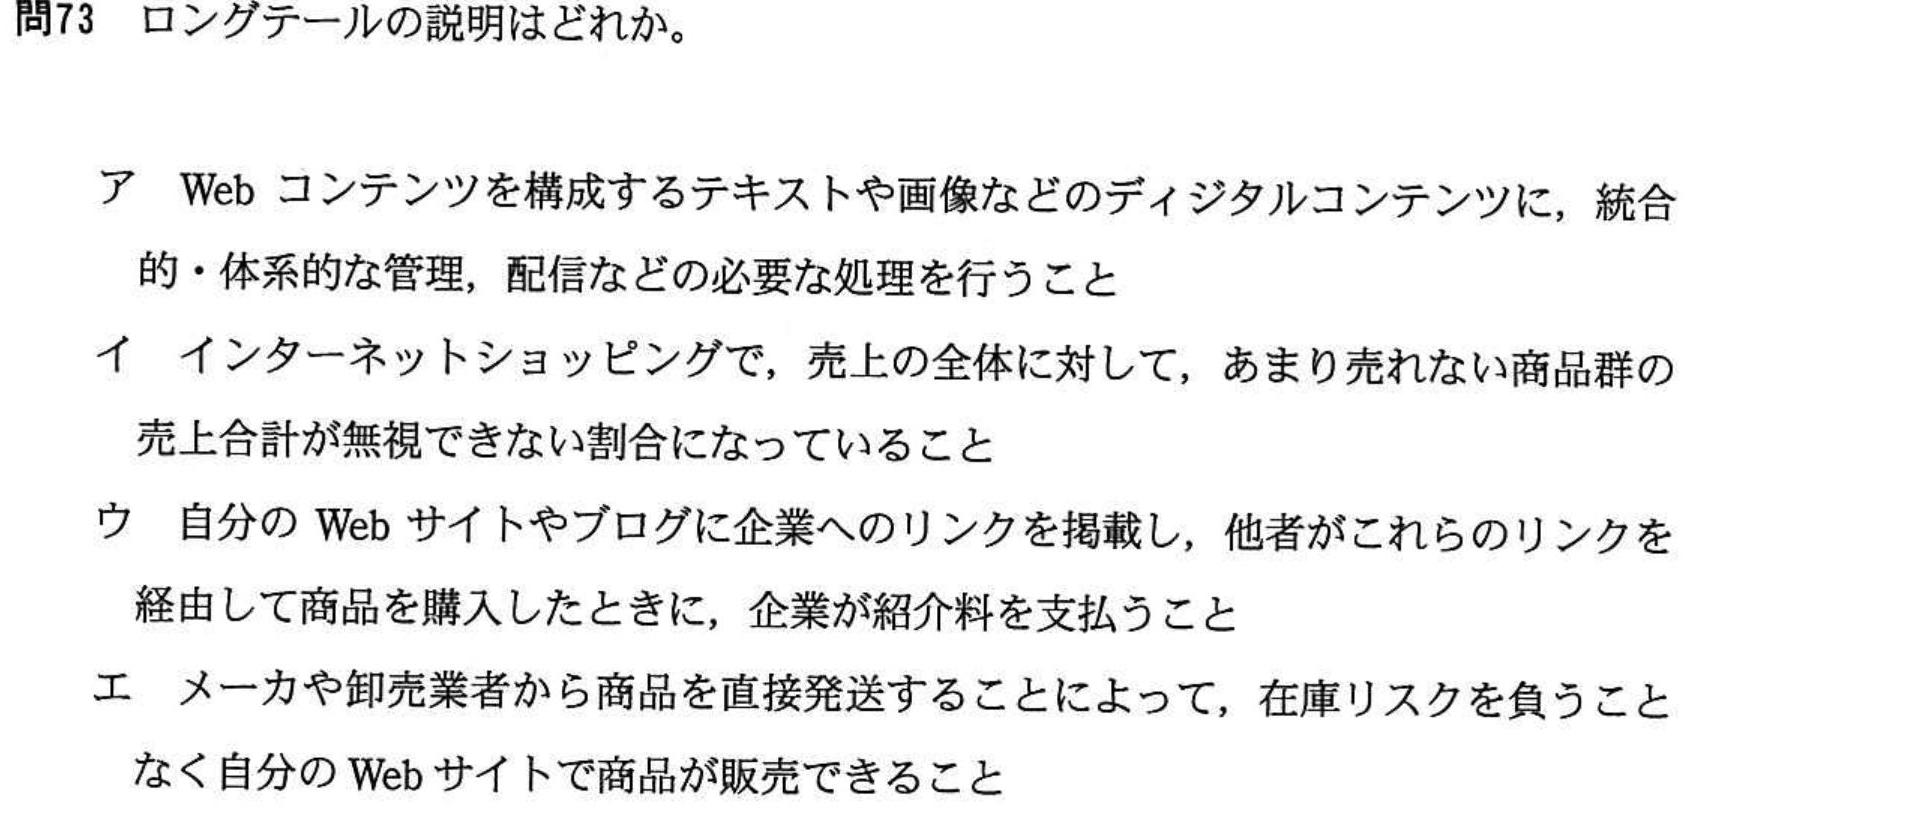 問73　ロングテールの説明はどれか。
ア　Web コンテンツを構成するテキストや画像などのディジタルコンテンツに，統合
的・体系的な管理，配信などの必要な処理を行うこと
イ　インターネットショッピングで，売上の全体に対して，あまり売れない商品群の
売上合計が無視できない割合になっていること
ウ　自分の Web サイトやブログに企業へのリンクを掲載し，他者がこれらのリンクを
経由して商品を購入したときに，企業が紹介料を支払うこと
エ　メーカや卸売業者から商品を直接発送することによって，在庫リスクを負うこと
なく自分の Web サイトで商品が販売できること